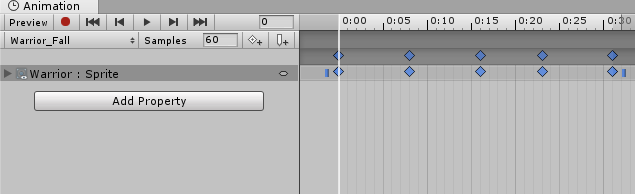 Animation
Preview 0 0:00 0:05 0:10 0:15 0:20 0:25 0:30
Warrior_Fall Samples 60
Warrior : Sprite
Add Property